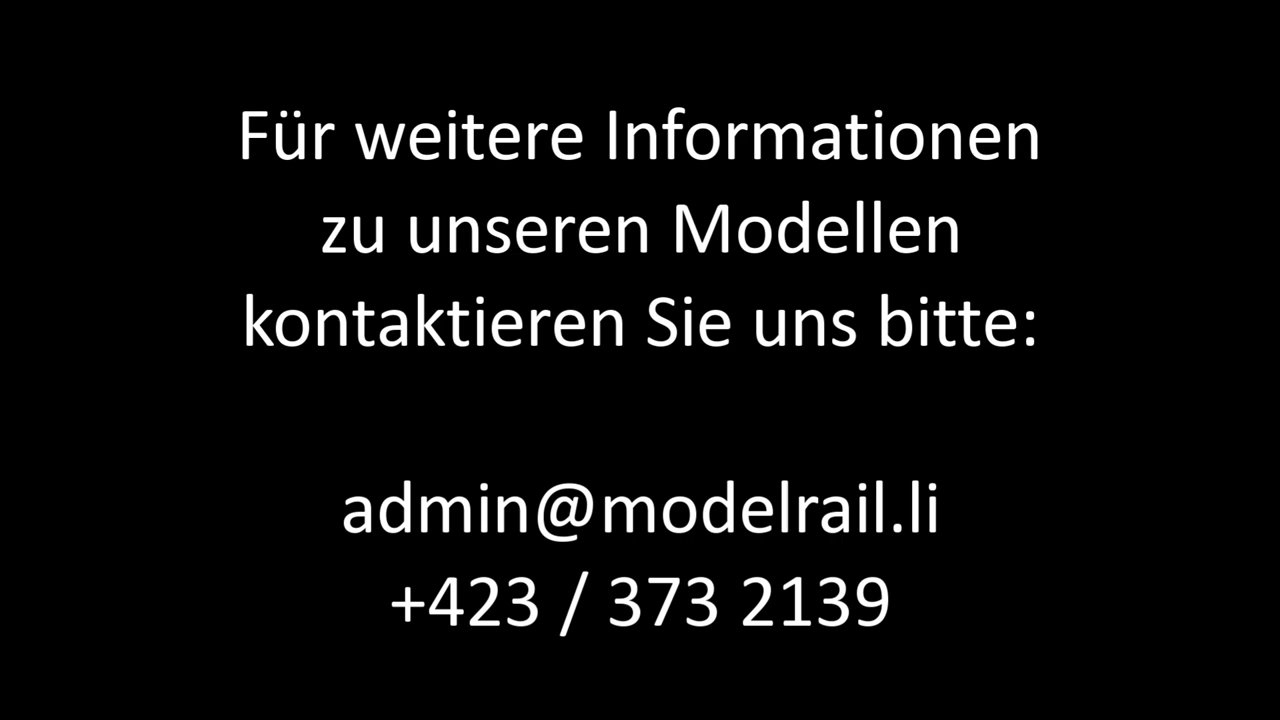 Für weitere Informationen
zu unseren Modellen
kontaktieren Sie uns bitte:
admin@modelrail.li
+423 / 373 2139